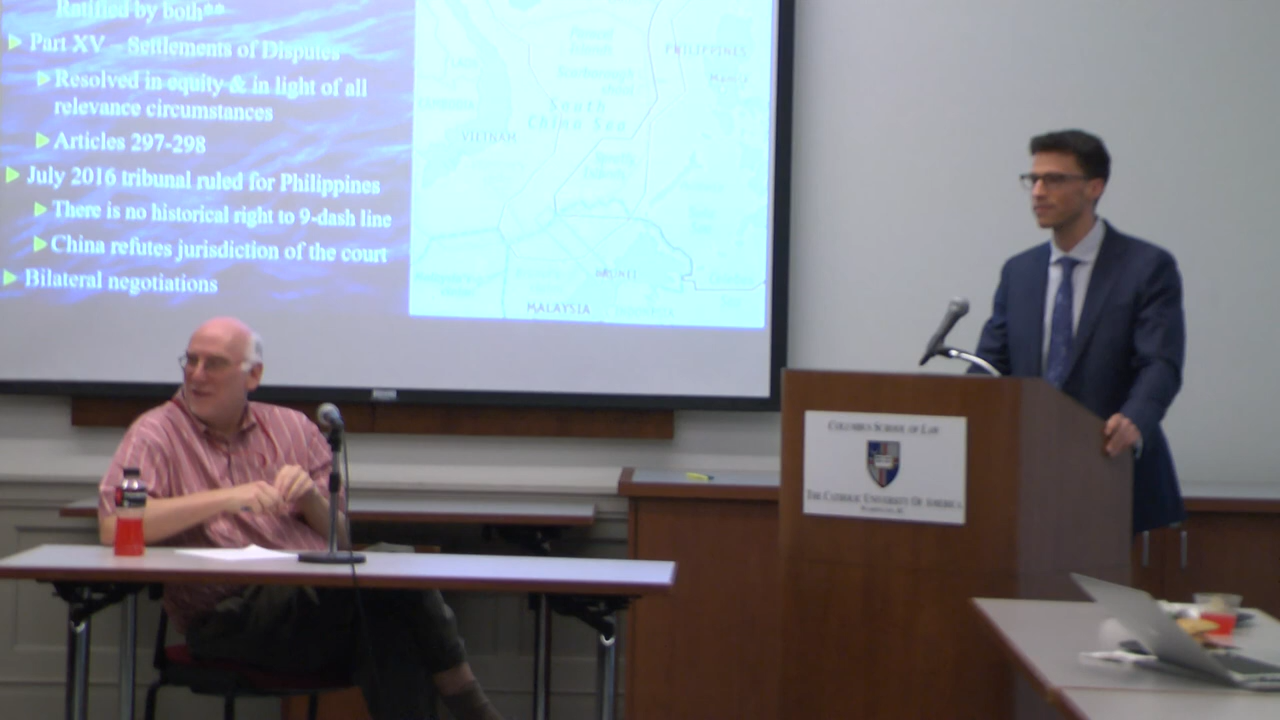 Ratified by both**
Part XV – Settlements of Disputes
Resolved in equity & in light of all
relevance circumstances
Articles 297-298
July 2016 tribunal ruled for Philippines
There is no historical right to 9-dash line
China refutes jurisdiction of the court
Bilateral negotiations
PHILIPPINES
Manila
South
China Sea
VIETNAM
BRUNEI
MALAYSIA
COLUMBUS SCHOOL OF LAW
THE CATHOLIC UNIVERSITY OF AMERICA